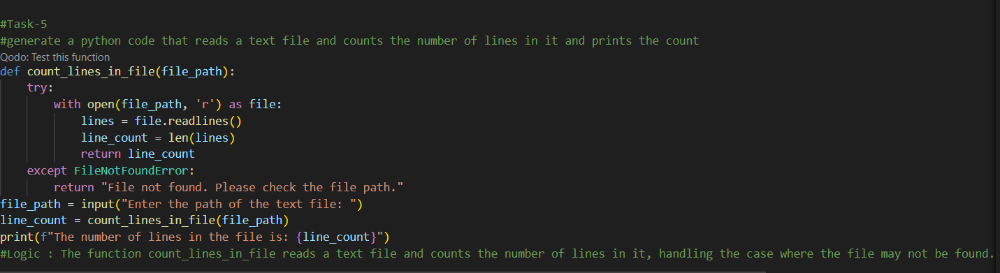 #Task-5
#generate a python code that reads a text file and counts the number of lines in it and prints the count
Qodo: Test this function
def count_lines_in_file(file_path):
    try:
        with open(file_path, 'r') as file:
            lines = file.readlines()
            line_count = len(lines)
            return line_count
    except FileNotFoundError:
        return "File not found. Please check the file path."
file_path = input("Enter the path of the text file: ")
line_count = count_lines_in_file(file_path)
print(f"The number of lines in the file is: {line_count}")
#Logic : The function count_lines_in_file reads a text file and counts the number of lines in it, handling the case where the file may not be found.